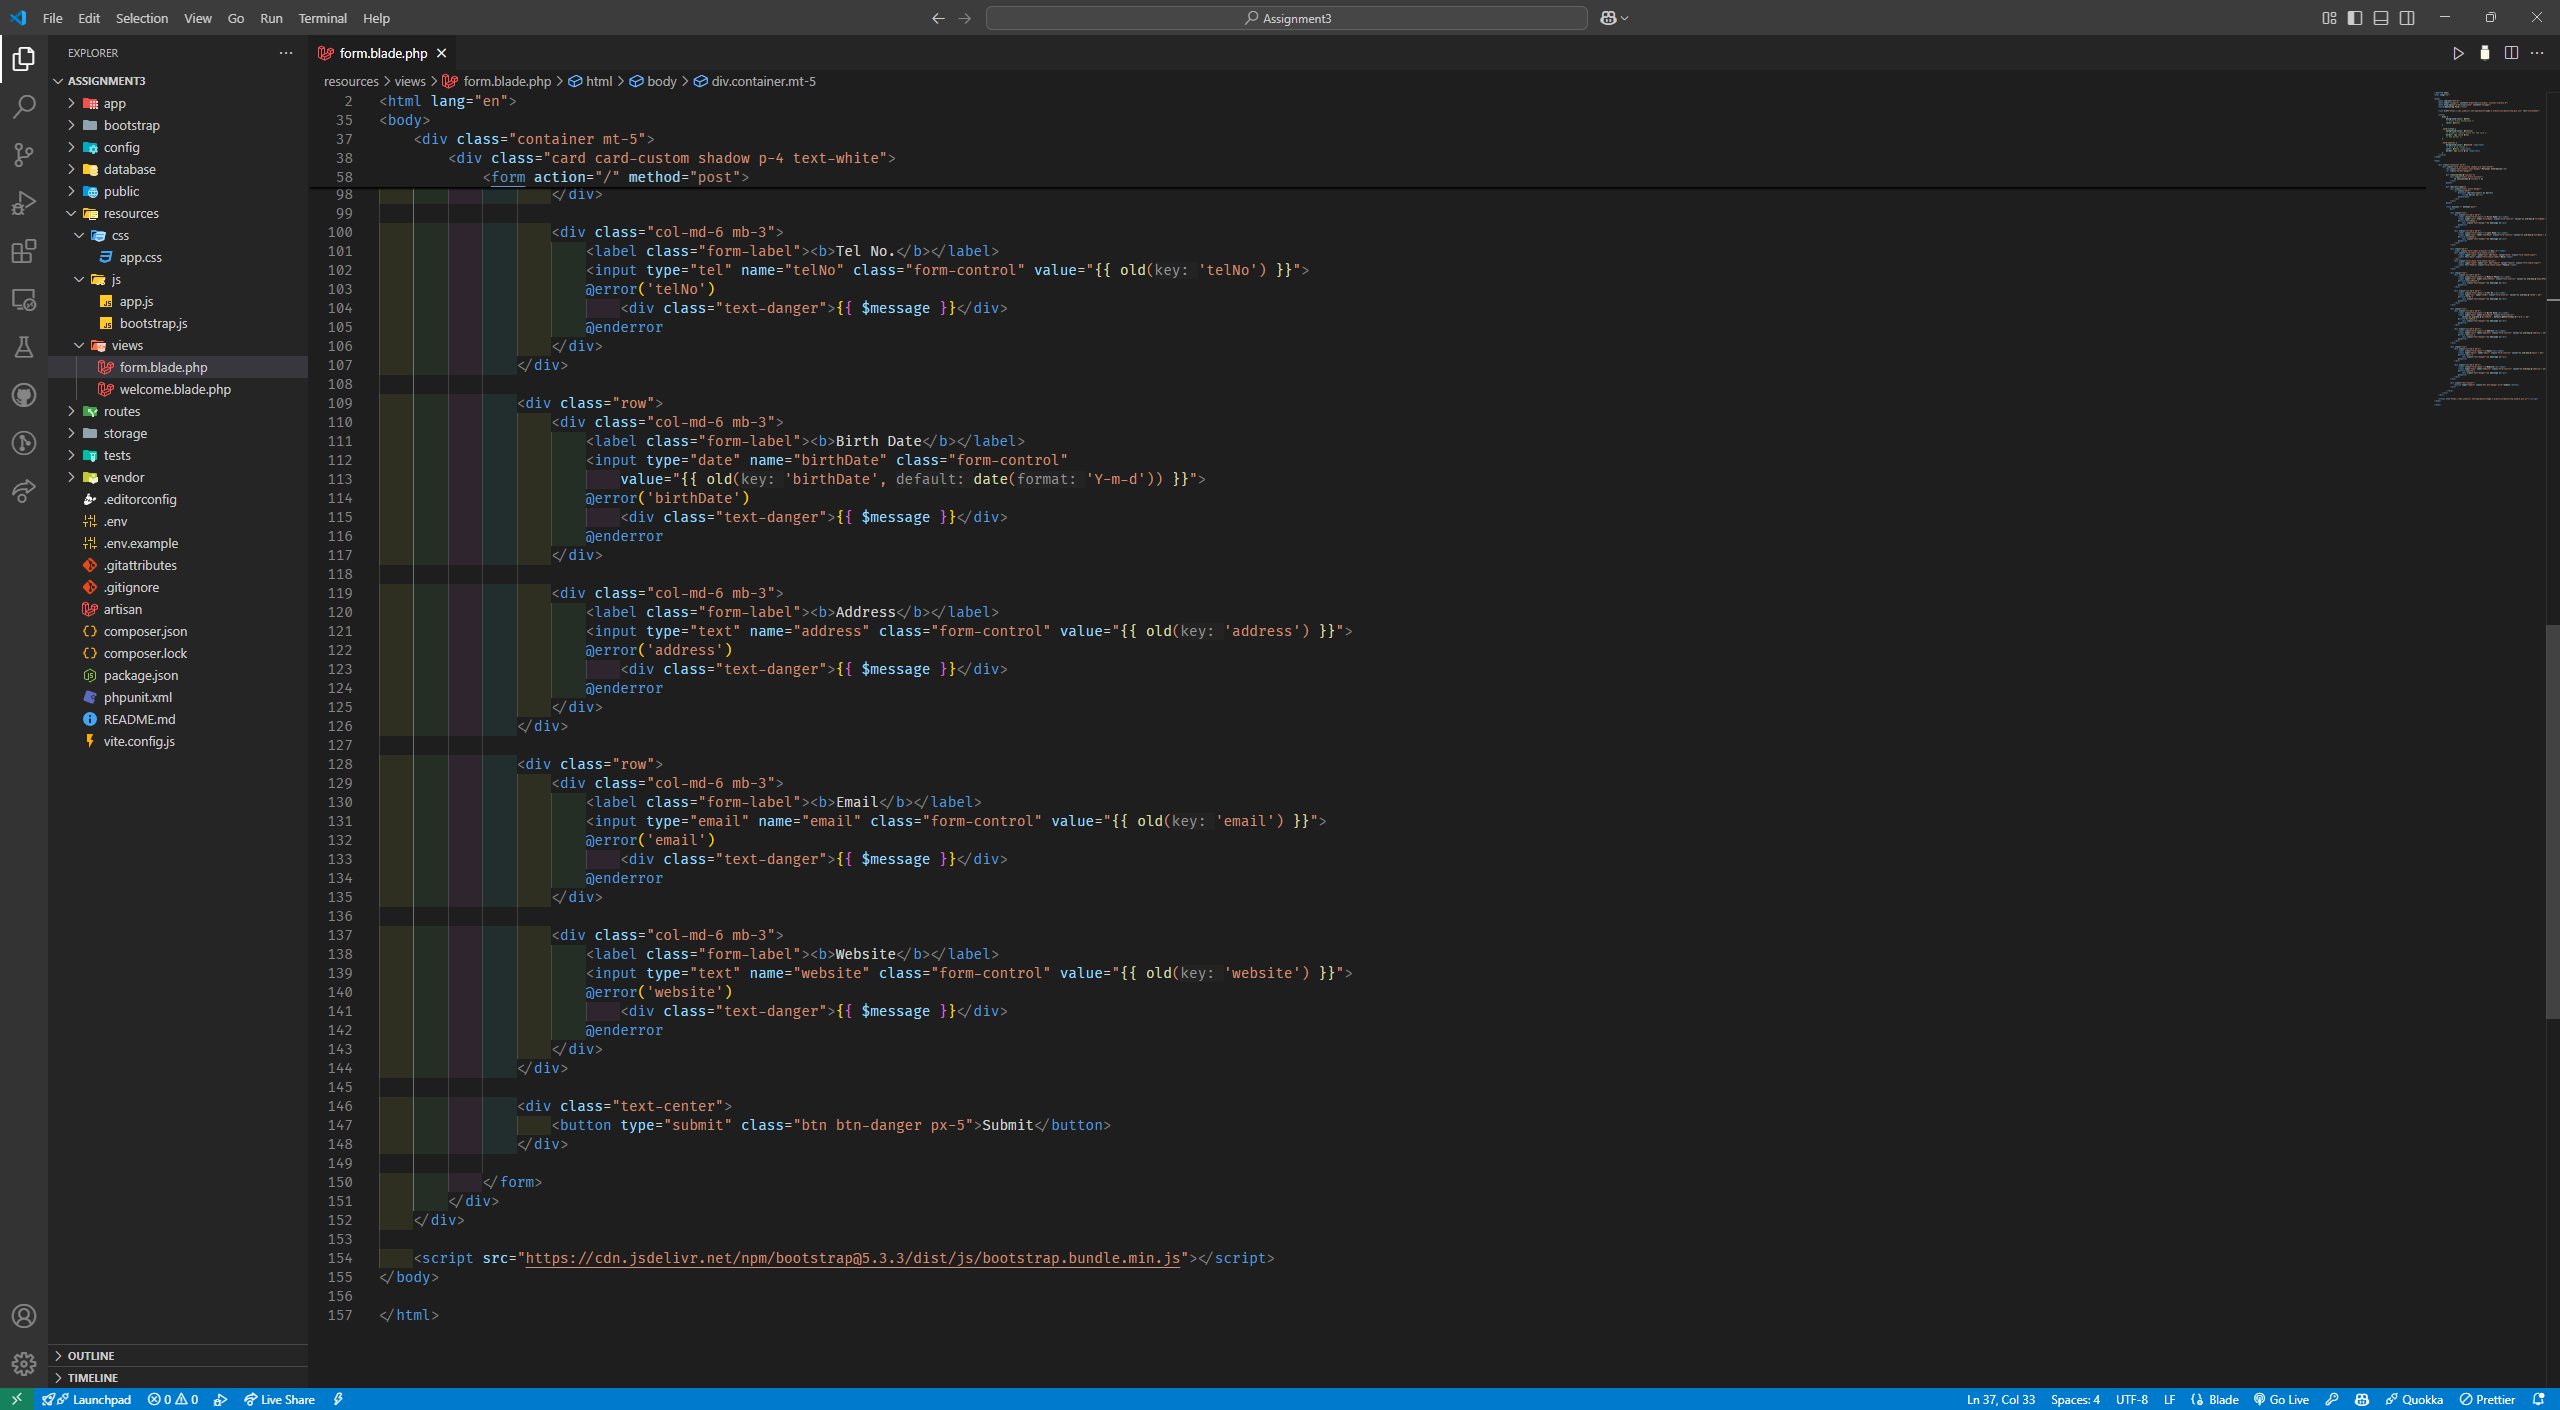 File Edit Selection View Go Run Terminal Help
Assignment3
EXPLORER
ASSIGNMENT3
app
bootstrap
config
database
public
resources
css
app.css
js
app.js
bootstrap.js
views
form.blade.php
welcome.blade.php
routes
storage
tests
vendor
.editorconfig
.env
.env.example
.gitattributes
.gitignore
artisan
composer.json
composer.lock
package.json
phpunit.xml
README.md
vite.config.js
OUTLINE
TIMELINE
form.blade.php
resources > views > form.blade.php > html > body > div.container.mt-5
2 <html lang="en">
35 <body>
37 <div class="container mt-5">
38 <div class="card card-custom shadow p-4 text-white">
58 <form action="/" method="post">
98 </div>
99
100 <div class="col-md-6 mb-3">
101 <label class="form-label"><b>Tel No.</b></label>
102 <input type="tel" name="telNo" class="form-control" value="{{ old(key: 'telNo') }}">
103 @error('telNo')
104 <div class="text-danger">{{ $message }}</div>
105 @enderror
106 </div>
107 </div>
108
109 <div class="row">
110 <div class="col-md-6 mb-3">
111 <label class="form-label"><b>Birth Date</b></label>
112 <input type="date" name="birthDate" class="form-control"
113 value="{{ old(key: 'birthDate', default: date(format: 'Y-m-d')) }}">
114 @error('birthDate')
115 <div class="text-danger">{{ $message }}</div>
116 @enderror
117 </div>
118
119 <div class="col-md-6 mb-3">
120 <label class="form-label"><b>Address</b></label>
121 <input type="text" name="address" class="form-control" value="{{ old(key: 'address') }}">
122 @error('address')
123 <div class="text-danger">{{ $message }}</div>
124 @enderror
125 </div>
126 </div>
127
128 <div class="row">
129 <div class="col-md-6 mb-3">
130 <label class="form-label"><b>Email</b></label>
131 <input type="email" name="email" class="form-control" value="{{ old(key: 'email') }}">
132 @error('email')
133 <div class="text-danger">{{ $message }}</div>
134 @enderror
135 </div>
136
137 <div class="col-md-6 mb-3">
138 <label class="form-label"><b>Website</b></label>
139 <input type="text" name="website" class="form-control" value="{{ old(key: 'website') }}">
140 @error('website')
141 <div class="text-danger">{{ $message }}</div>
142 @enderror
143 </div>
144 </div>
145
146 <div class="text-center">
147 <button type="submit" class="btn btn-danger px-5">Submit</button>
148 </div>
149
150 </form>
151 </div>
152 </div>
153
154 <script src="https://cdn.jsdelivr.net/npm/bootstrap@5.3.3/dist/js/bootstrap.bundle.min.js"></script>
155 </body>
156
157 </html>
Launchpad 0 0 Live Share Ln 37, Col 33 Spaces: 4 UTF-8 LF Blade Go Live Quokka Prettier